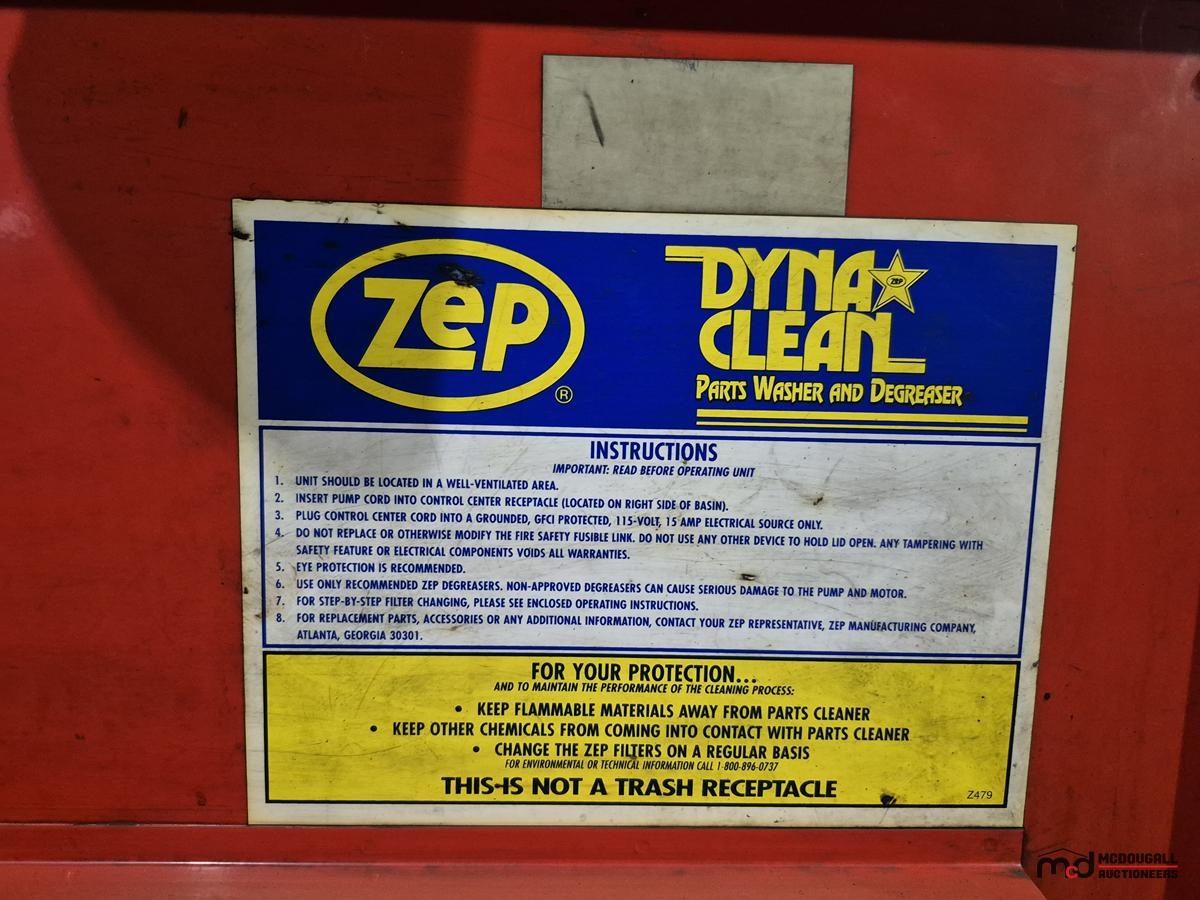 Zep
®
DYNA
ZEP
CLEAN
PARTS WASHER AND DEGREASER
INSTRUCTIONS
IMPORTANT: READ BEFORE OPERATING UNIT
1. UNIT SHOULD BE LOCATED IN A WELL-VENTILATED AREA.
2. INSERT PUMP CORD INTO CONTROL CENTER RECEPTACLE (LOCATED ON RIGHT SIDE OF BASIN).
3. PLUG CONTROL CENTER CORD INTO A GROUNDED, GFCI PROTECTED, 115-VOLT, 15 AMP ELECTRICAL SOURCE ONLY.
4. DO NOT REPLACE OR OTHERWISE MODIFY THE FIRE SAFETY FUSIBLE LINK. DO NOT USE ANY OTHER DEVICE TO HOLD LID OPEN. ANY TAMPERING WITH
SAFETY FEATURE OR ELECTRICAL COMPONENTS VOIDS ALL WARRANTIES.
5. EYE PROTECTION IS RECOMMENDED.
6. USE ONLY RECOMMENDED ZEP DEGREASERS. NON-APPROVED DEGREASERS CAN CAUSE SERIOUS DAMAGE TO THE PUMP AND MOTOR.
7. FOR STEP-BY-STEP FILTER CHANGING, PLEASE SEE ENCLOSED OPERATING INSTRUCTIONS.
8. FOR REPLACEMENT PARTS, ACCESSORIES OR ANY ADDITIONAL INFORMATION, CONTACT YOUR ZEP REPRESENTATIVE, ZEP MANUFACTURING COMPANY,
ATLANTA, GEORGIA 30301.
FOR YOUR PROTECTION...
AND TO MAINTAIN THE PERFORMANCE OF THE CLEANING PROCESS:
• KEEP FLAMMABLE MATERIALS AWAY FROM PARTS CLEANER
• KEEP OTHER CHEMICALS FROM COMING INTO CONTACT WITH PARTS CLEANER
• CHANGE THE ZEP FILTERS ON A REGULAR BASIS
FOR ENVIRONMENTAL OR TECHNICAL INFORMATION CALL 1-800-896-0737
THIS IS NOT A TRASH RECEPTACLE
Z479
mcd MCDOUGALL
AUCTIONEERS